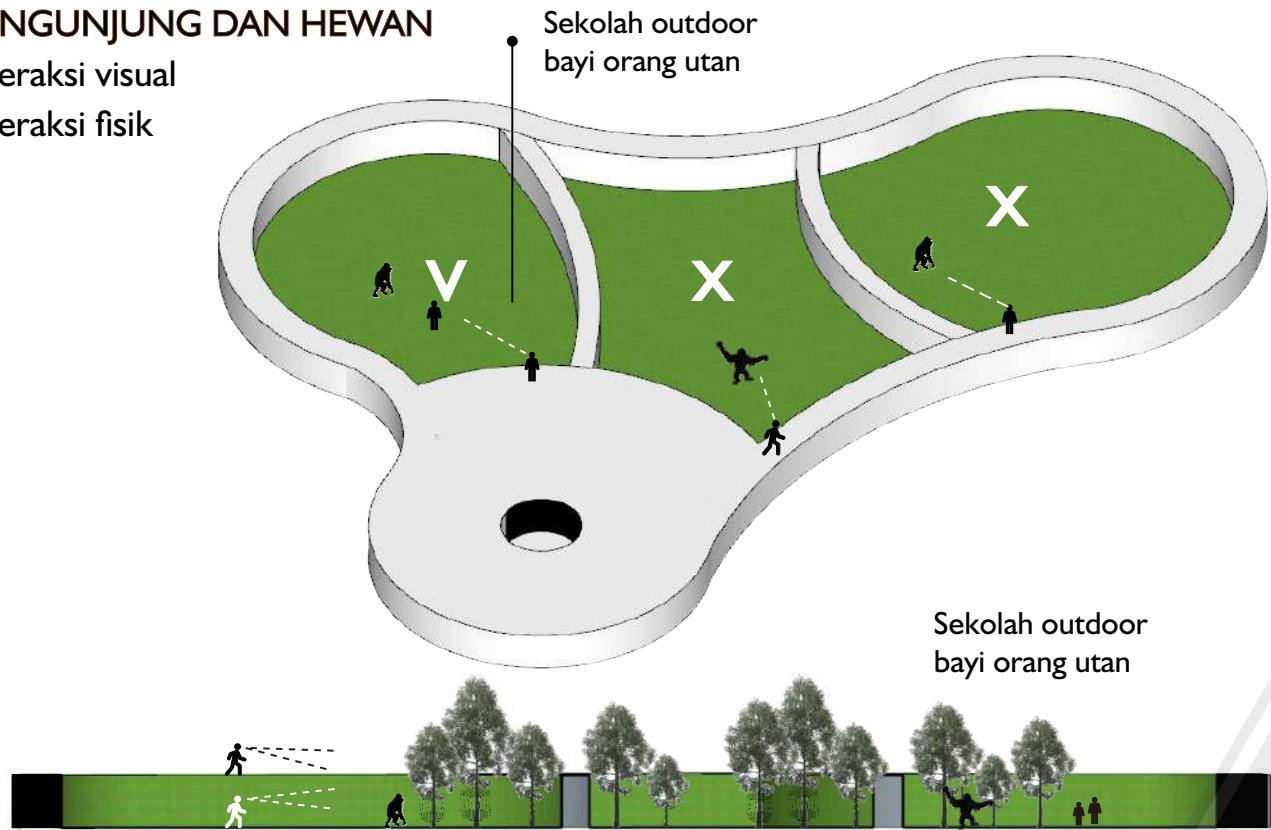 NGUNJUNG DAN HEWAN
eraksi visual
eraksi fisik
Sekolah outdoor
bayi orang utan
V
X
X
Sekolah outdoor
bayi orang utan